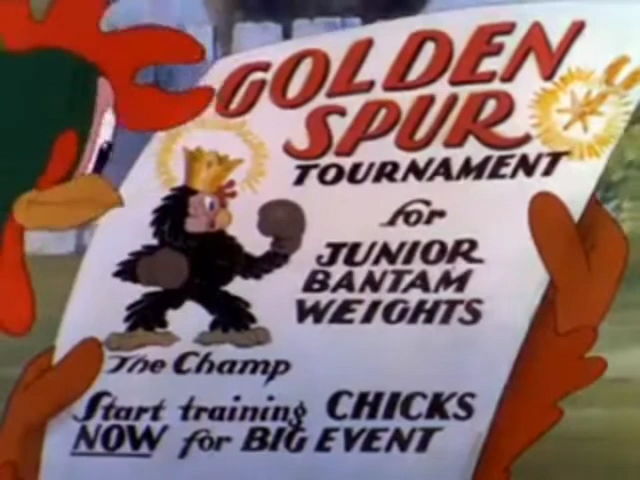 GOLDEN
SPUR
TOURNAMENT
for
JUNIOR
BANTAM
WEIGHTS
The Champ
Start training CHICKS
NOW for BIG EVENT